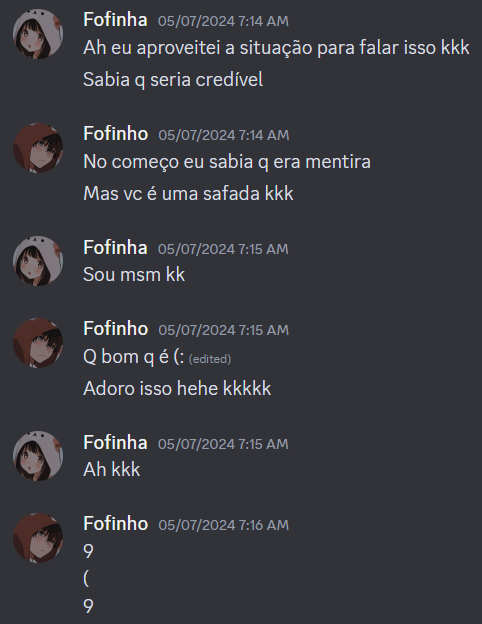 Fofinha 05/07/2024 7:14 AM
Ah eu aproveitei a situação para falar isso kkk
Sabia q seria credível
Fofinho 05/07/2024 7:14 AM
No começo eu sabia q era mentira
Mas vc é uma safada kkk
Fofinha 05/07/2024 7:15 AM
Sou msm kk
Fofinho 05/07/2024 7:15 AM
Q bom q é (: (edited)
Adoro isso hehe kkkkk
Fofinha 05/07/2024 7:15 AM
Ah kkk
Fofinho 05/07/2024 7:16 AM
9
(
9